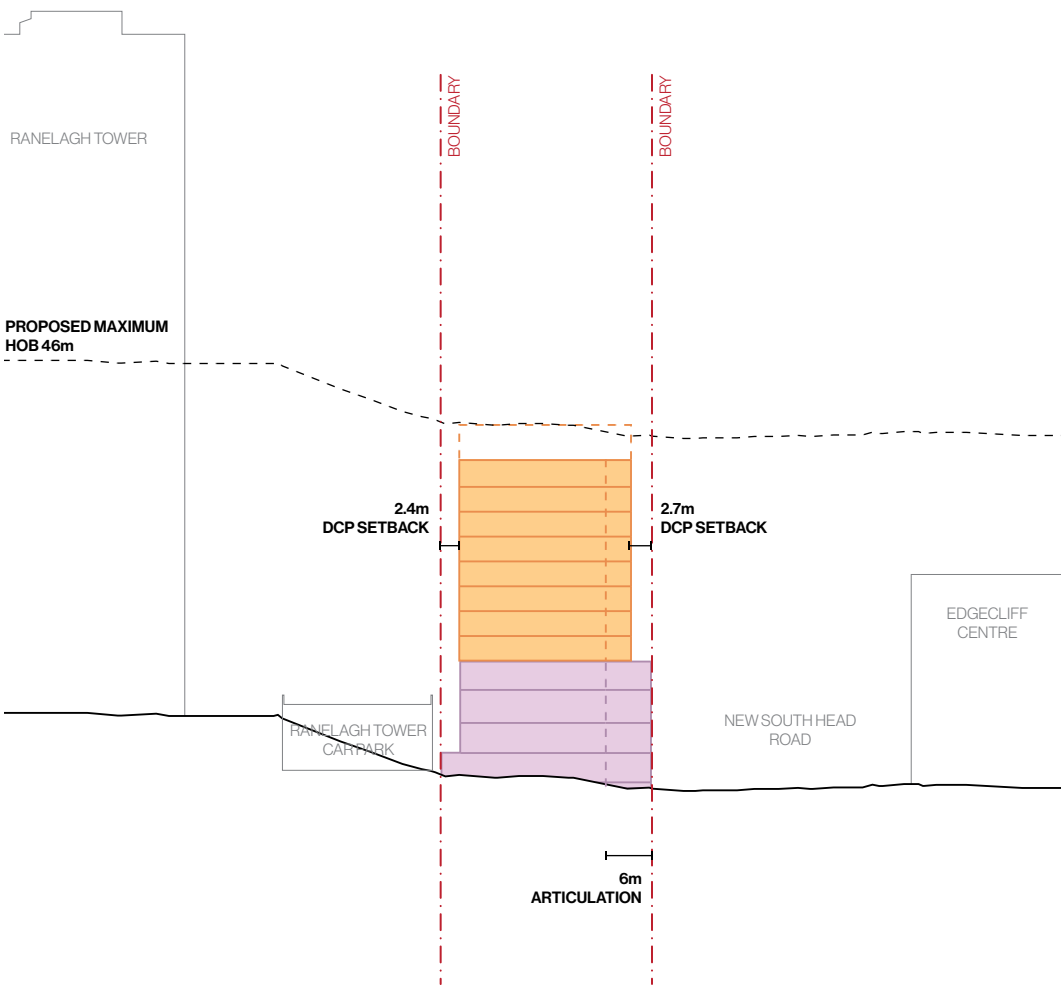 BOUNDARY
BOUNDARY
RANELAGH TOWER
PROPOSED MAXIMUM
HOB 46m
2.4m
DCP SETBACK
2.7m
DCP SETBACK
EDGECLIFF
CENTRE
RANELAGH TOWER
CAR PARK
NEW SOUTH HEAD
ROAD
6m
ARTICULATION